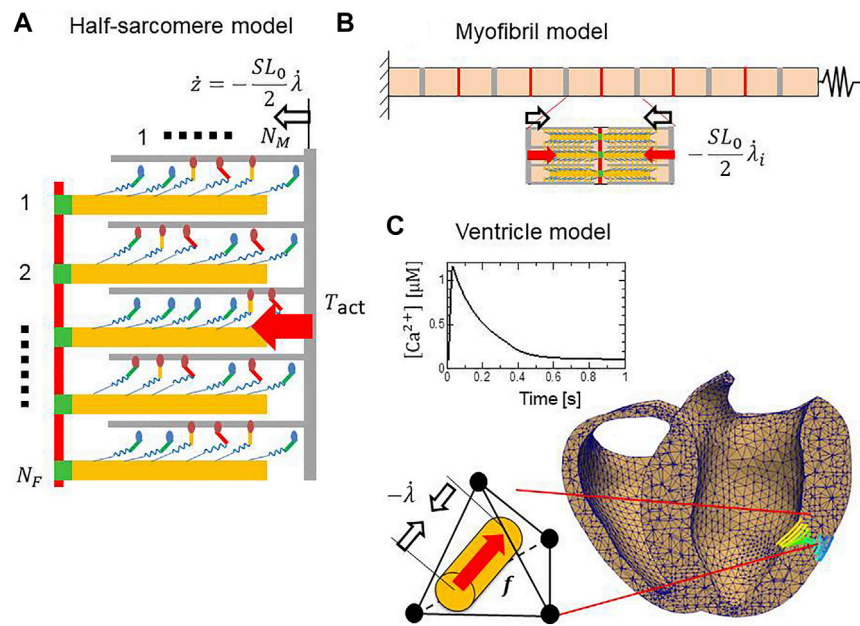 A Half-sarcomere model
ż = − SL₀/2 λ̇
1 N_M
1
2
T_act
N_F
B Myofibril model
− SL₀/2 λ̇ᵢ
C Ventricle model
[Ca²⁺] [μM]
1
0.5
0
0 0.2 0.4 0.6 0.8 1
Time [s]
−λ̇
f